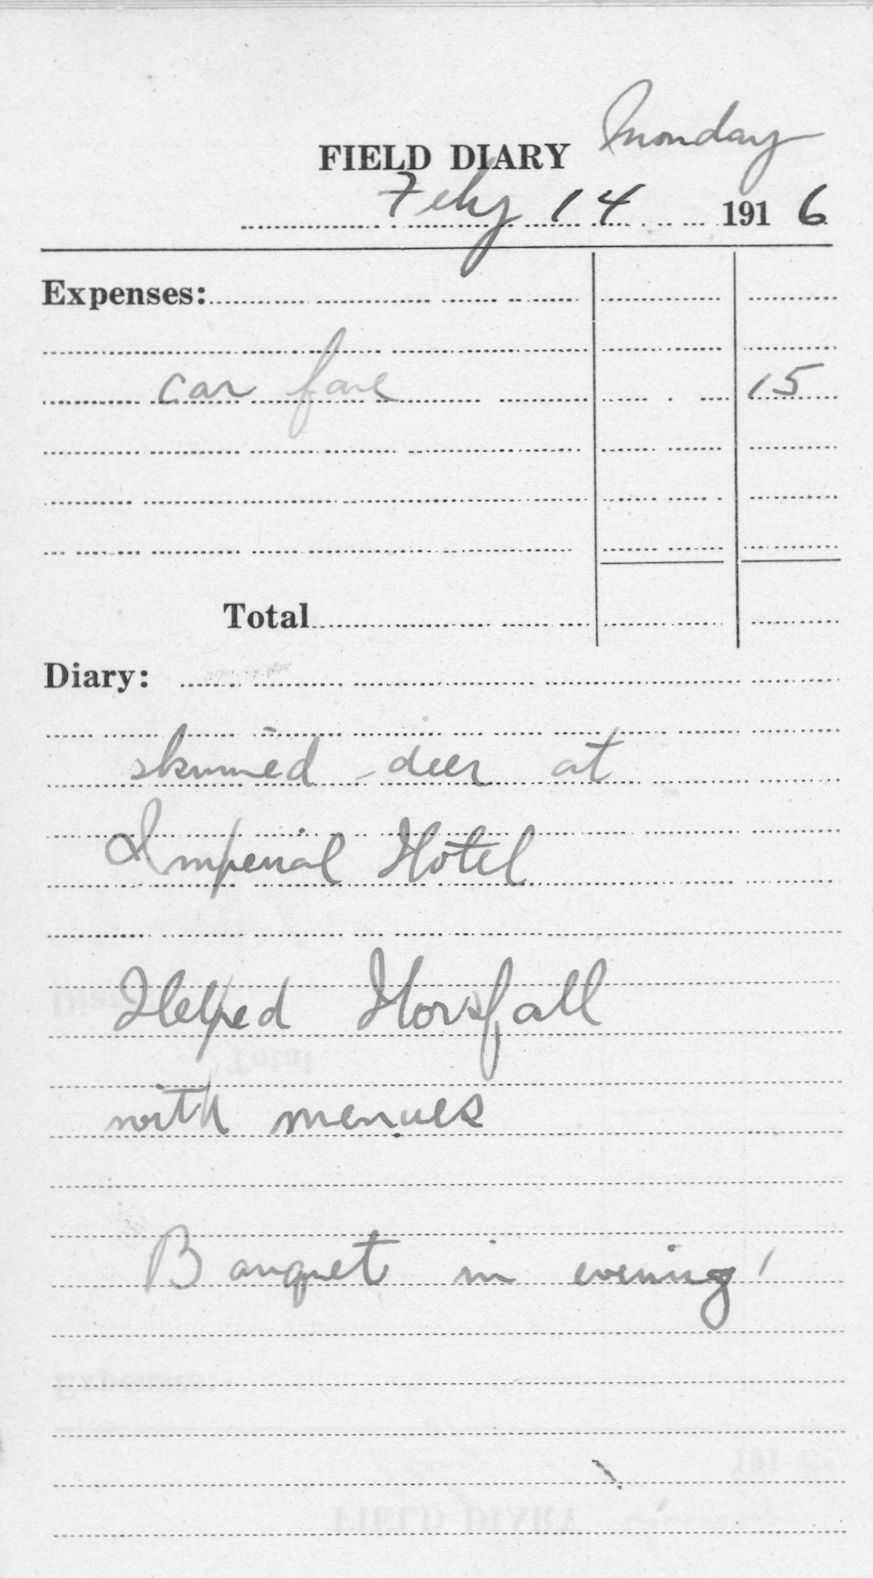 FIELD DIARY Monday
Feby 14 1916
Expenses:
car fare 15
Total
Diary:
skinned deer at
Imperial Hotel
Helped Horsfall
with menues
Banquet in evening!